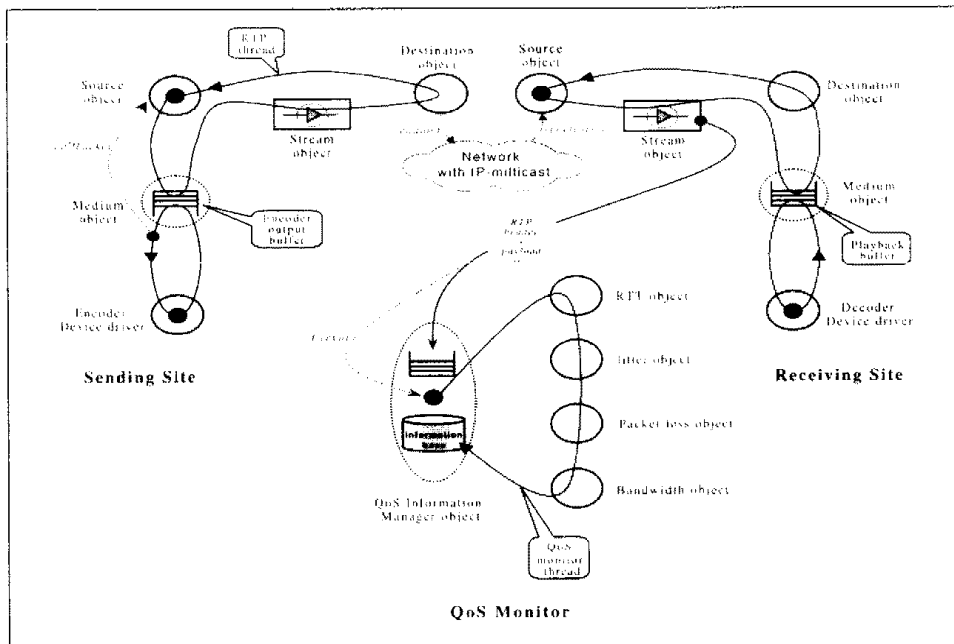 RTP
thread
Source
object
Destination
object
Stream
object
Medium
object
Encoder
output
buffer
Encoder
Device driver
Sending Site
Network
with IP-milticast
Source
object
Destination
object
Stream
object
Medium
object
Playback
buffer
Decoder
Device driver
Receiving Site
RTP
header
payload
RTT object
Jitter object
Packet loss object
Bandwidth object
information
base
QoS Information
Manager object
QoS
monitor
thread
QoS Monitor